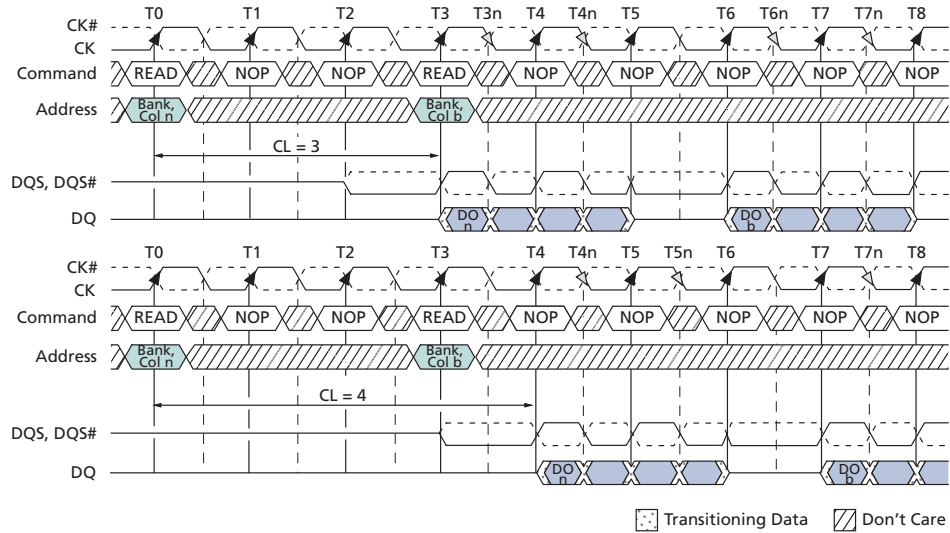 T0 T1 T2 T3 T3n T4 T4n T5 T6 T6n T7 T7n T8
CK#
CK
Command READ NOP NOP READ NOP NOP NOP NOP NOP
Address Bank, Col n Bank, Col b
CL = 3
DQS, DQS#
DQ DO n DO b
T0 T1 T2 T3 T4 T4n T5 T5n T6 T7 T7n T8
CK#
CK
Command READ NOP NOP READ NOP NOP NOP NOP NOP
Address Bank, Col n Bank, Col b
CL = 4
DQS, DQS#
DQ DO n DO b
Transitioning Data Don't Care